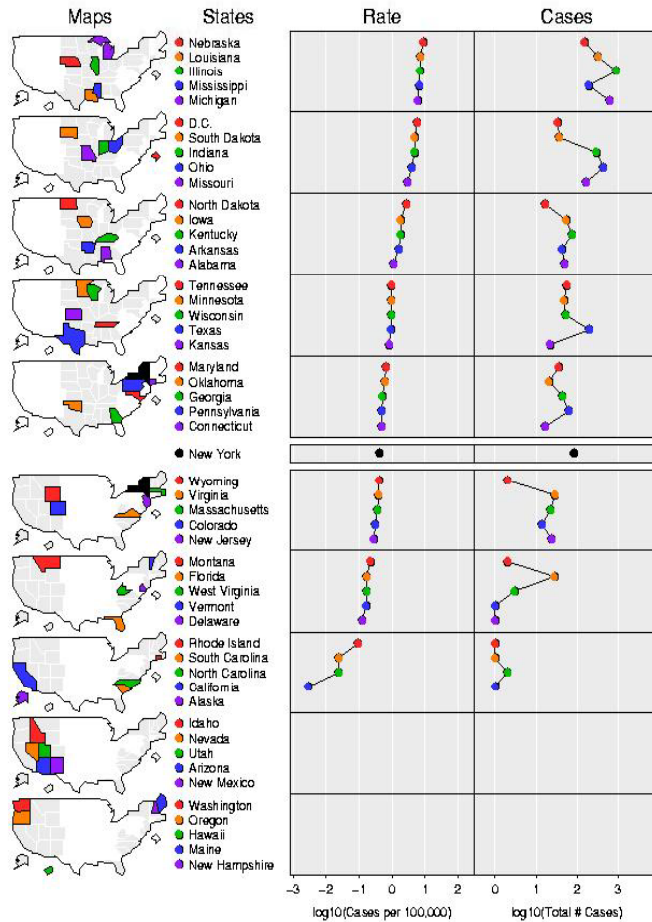 Maps States Rate Cases
Nebraska
Louisiana
Illinois
Mississippi
Michigan
D.C.
South Dakota
Indiana
Ohio
Missouri
North Dakota
Iowa
Kentucky
Arkansas
Alabama
Tennessee
Minnesota
Wisconsin
Texas
Kansas
Maryland
Oklahoma
Georgia
Pennsylvania
Connecticut
New York
Wyoming
Virginia
Massachusetts
Colorado
New Jersey
Montana
Florida
West Virginia
Vermont
Delaware
Rhode Island
South Carolina
North Carolina
California
Alaska
Idaho
Nevada
Utah
Arizona
New Mexico
Washington
Oregon
Hawaii
Maine
New Hampshire
−3 −2 −1 0 1 2 0 1 2 3
log10(Cases per 100,000) log10(Total # Cases)